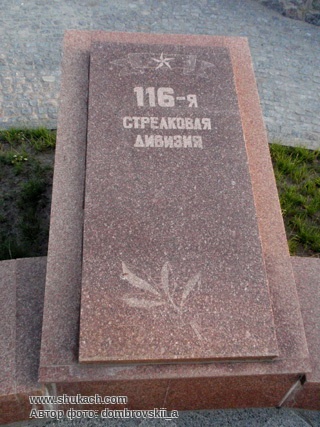 116-я
СТРЕЛКОВАЯ
ДИВИЗИЯ
www.shukach.com
Автор фото: dombrovskii_a